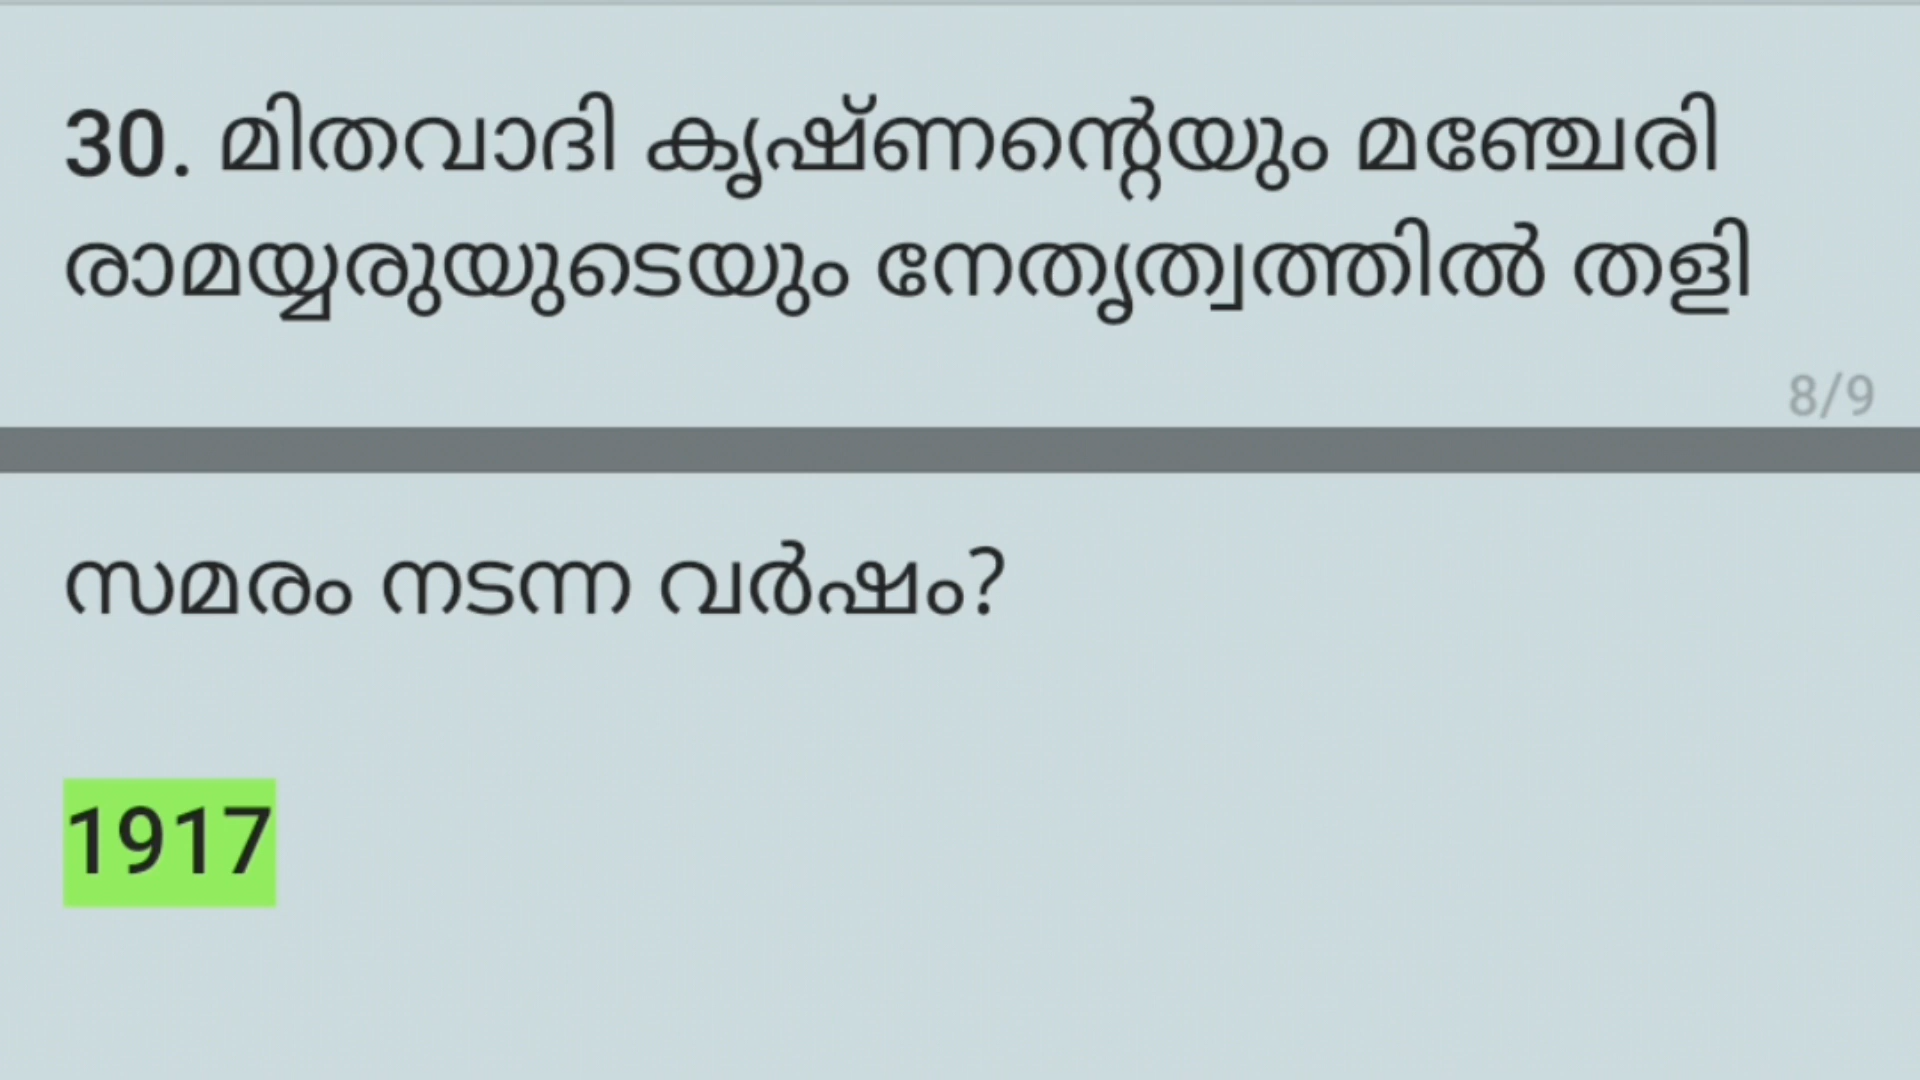 30. മിതവാദി കൃഷ്ണന്റെയും മഞ്ചേരി
രാമയ്യരുയുടെയും നേതൃത്വത്തിൽ തളി
8/9
സമരം നടന്ന വർഷം?
1917